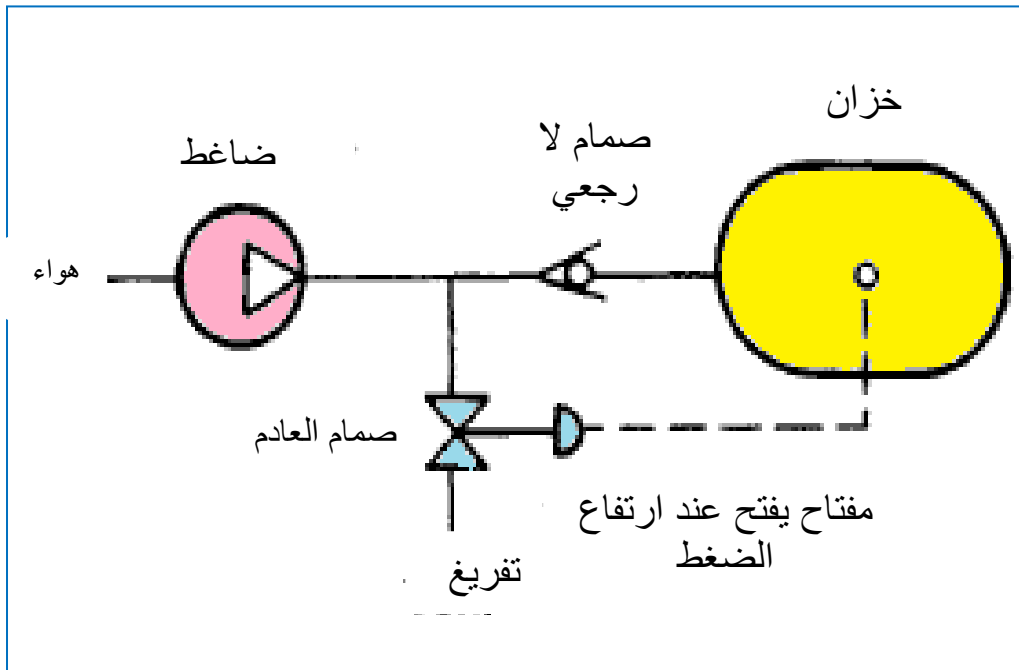 خزان
صمام لا
رجعي
ضاغط
هواء
صمام العادم
مفتاح يفتح عند ارتفاع
الضغط
تفريغ